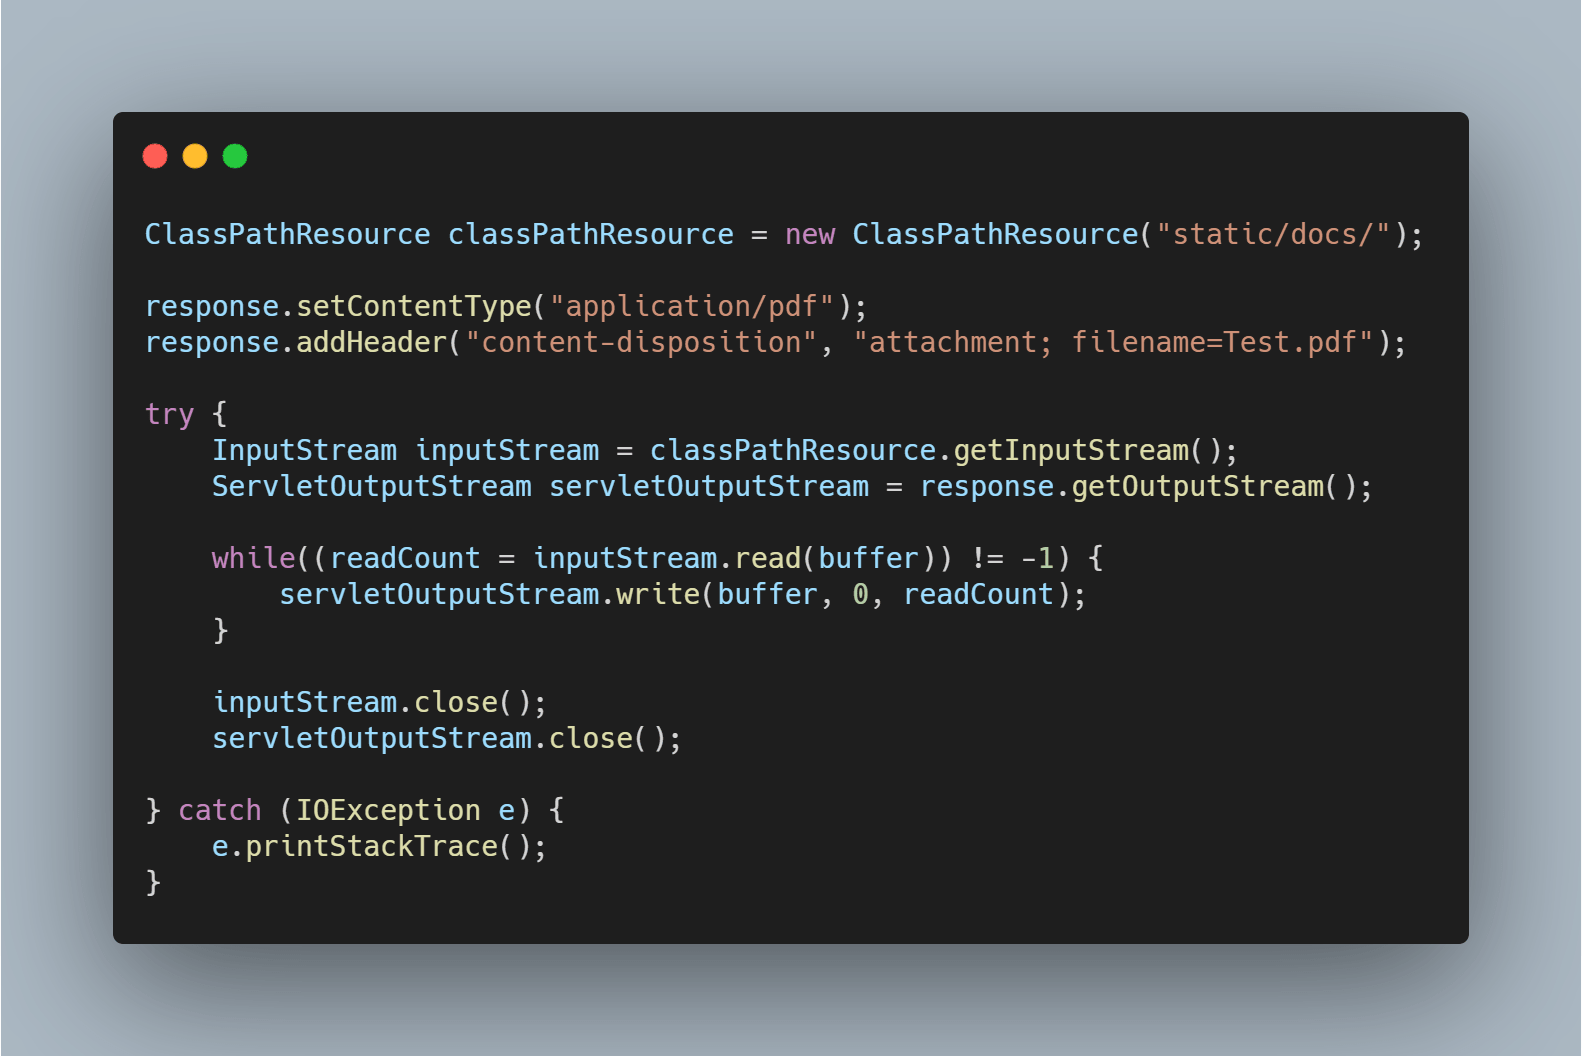 ClassPathResource classPathResource = new ClassPathResource("static/docs/");
response.setContentType("application/pdf");
response.addHeader("content-disposition", "attachment; filename=Test.pdf");
try {
    InputStream inputStream = classPathResource.getInputStream();
    ServletOutputStream servletOutputStream = response.getOutputStream();
    while((readCount = inputStream.read(buffer)) != -1) {
        servletOutputStream.write(buffer, 0, readCount);
    }
    inputStream.close();
    servletOutputStream.close();
} catch (IOException e) {
    e.printStackTrace();
}